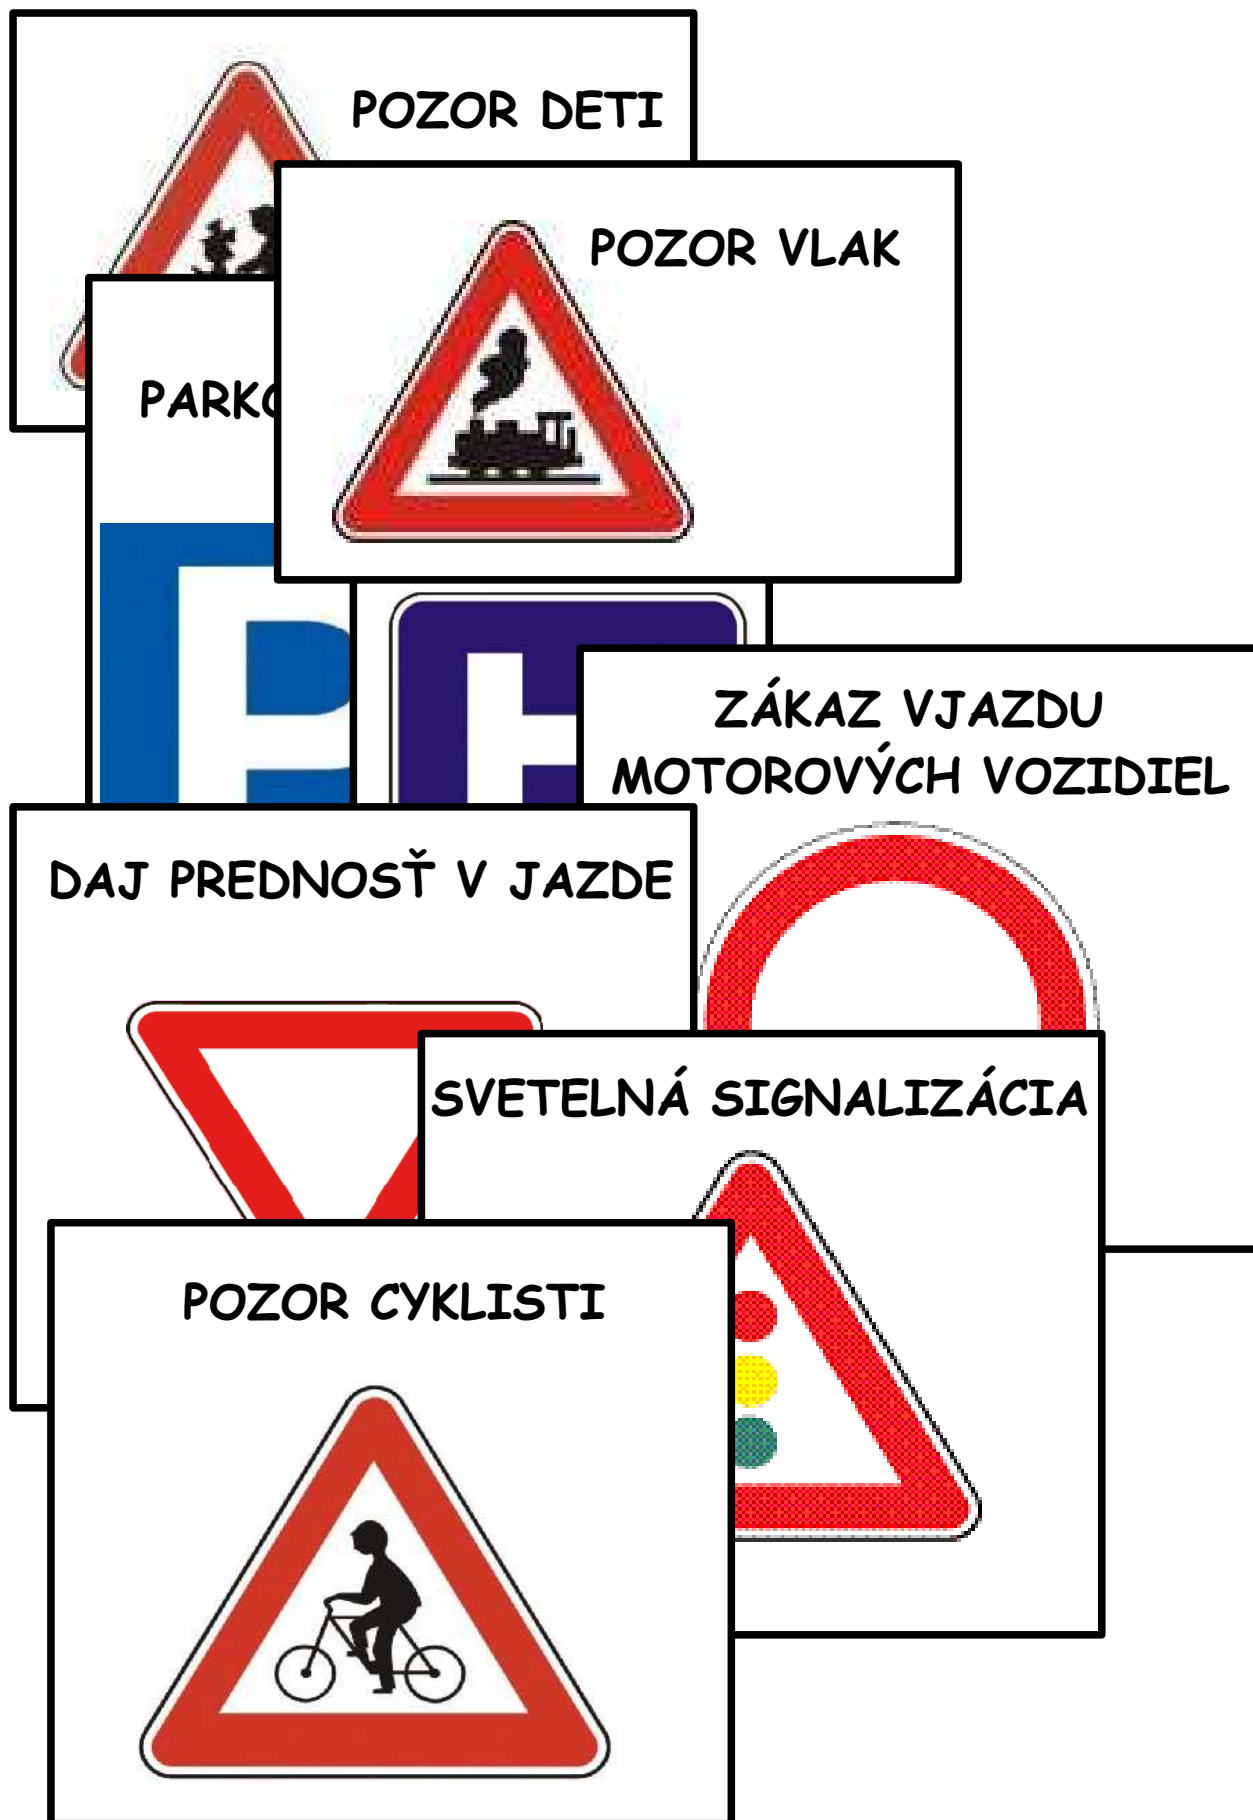 POZOR DETI
POZOR VLAK
P
ZÁKAZ VJAZDU
MOTOROVÝCH VOZIDIEL
DAJ PREDNOSŤ V JAZDE
SVETELNÁ SIGNALIZÁCIA
POZOR CYKLISTI